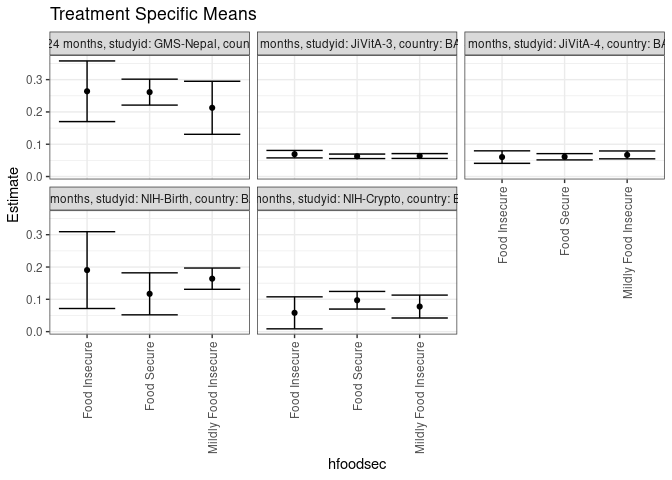 Treatment Specific Means
24 months, studyid: GMS-Nepal, coun
months, studyid: JiVitA-3, country: BA
months, studyid: JiVitA-4, country: BA
0.3
0.2
0.1
0.0
months, studyid: NIH-Birth, country: B
months, studyid: NIH-Crypto, country: B
0.3
0.2
0.1
0.0
Estimate
Food Insecure
Food Secure
Mildly Food Insecure
Food Insecure
Food Secure
Mildly Food Insecure
Food Insecure
Food Secure
Mildly Food Insecure
hfoodsec